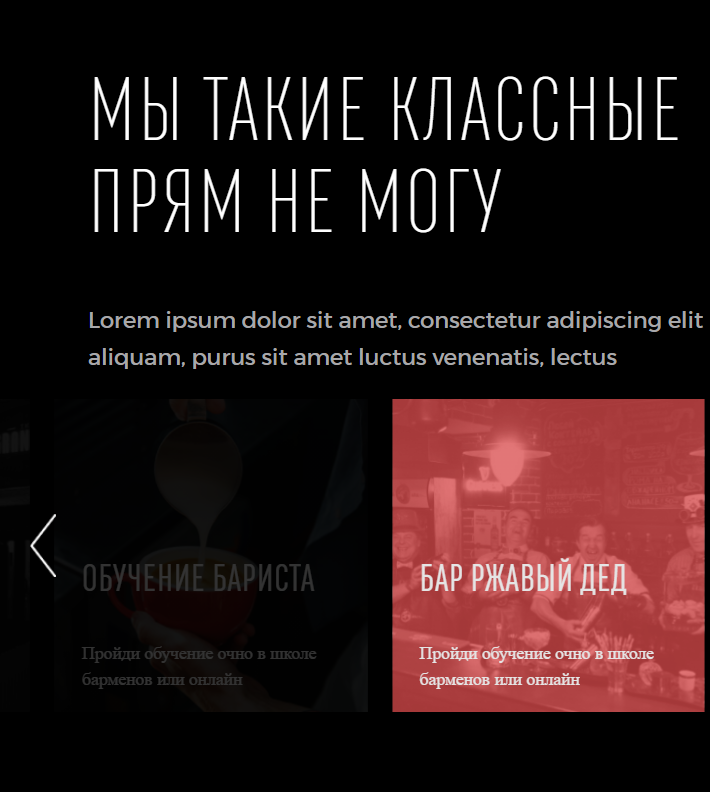 МЫ ТАКИЕ КЛАССНЫЕ
ПРЯМ НЕ МОГУ
Lorem ipsum dolor sit amet, consectetur adipiscing elit
aliquam, purus sit amet luctus venenatis, lectus
ОБУЧЕНИЕ БАРИСТА
Пройди обучение очно в школе
барменов или онлайн
БАР РЖАВЫЙ ДЕД
Пройди обучение очно в школе
барменов или онлайн